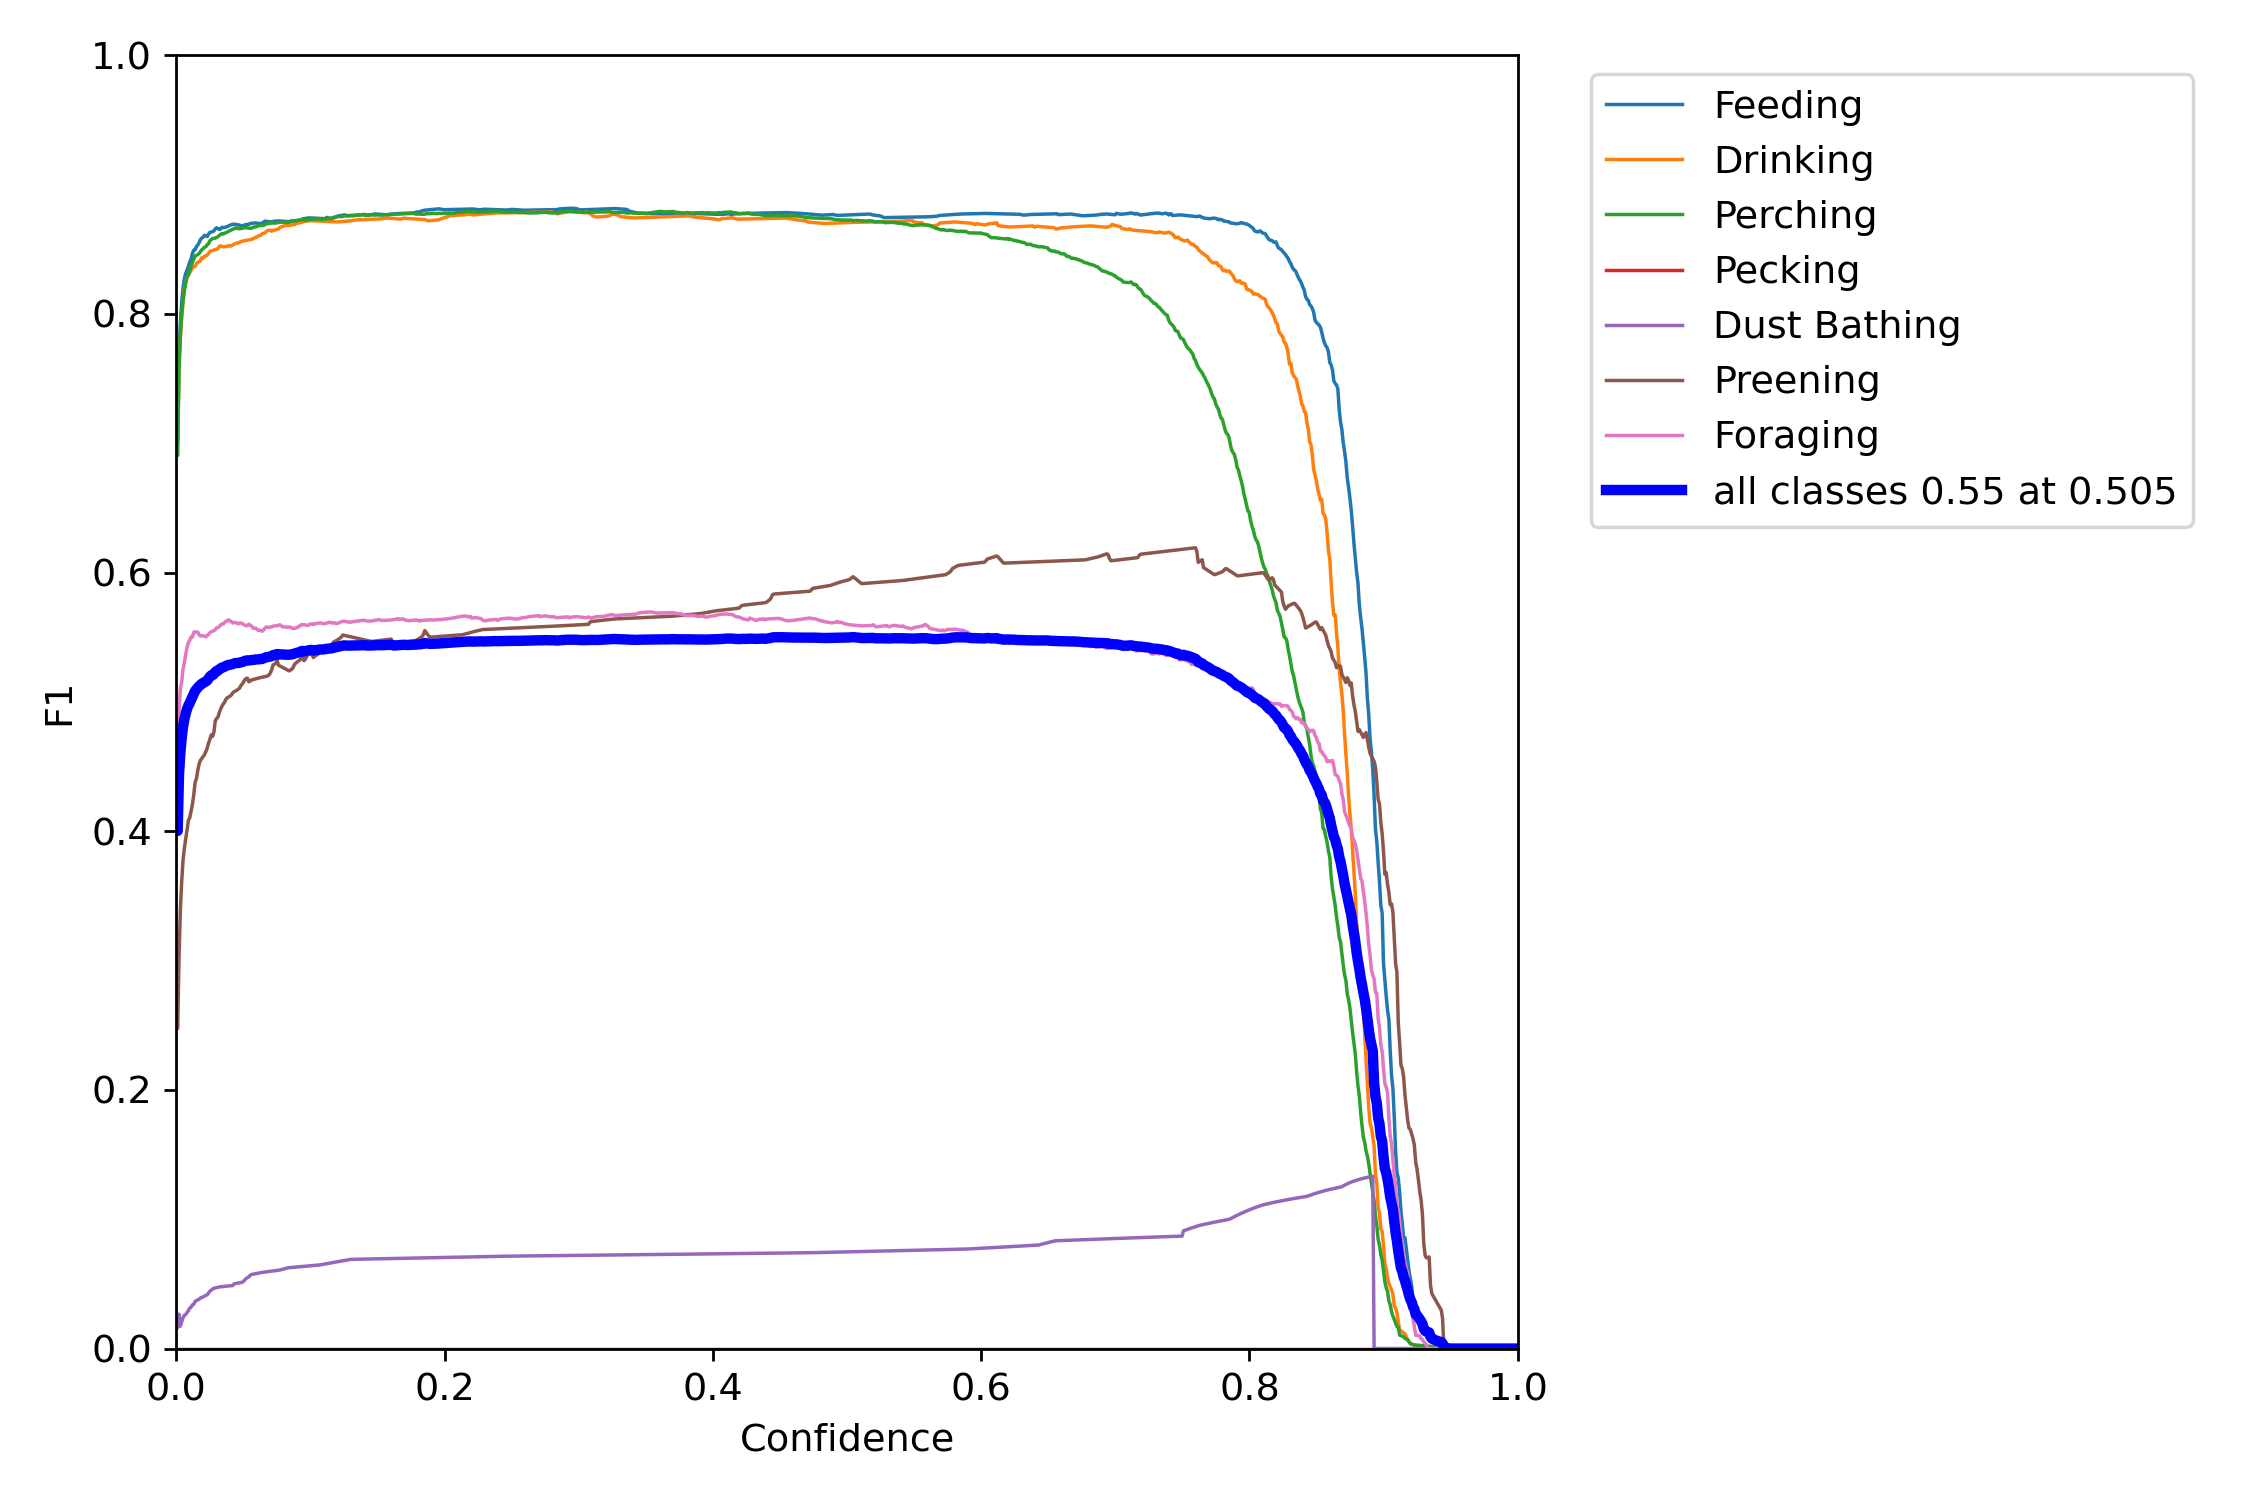 1.0
0.8
0.6
0.4
0.2
0.0
F1
0.0 0.2 0.4 0.6 0.8 1.0
Confidence
Feeding
Drinking
Perching
Pecking
Dust Bathing
Preening
Foraging
all classes 0.55 at 0.505